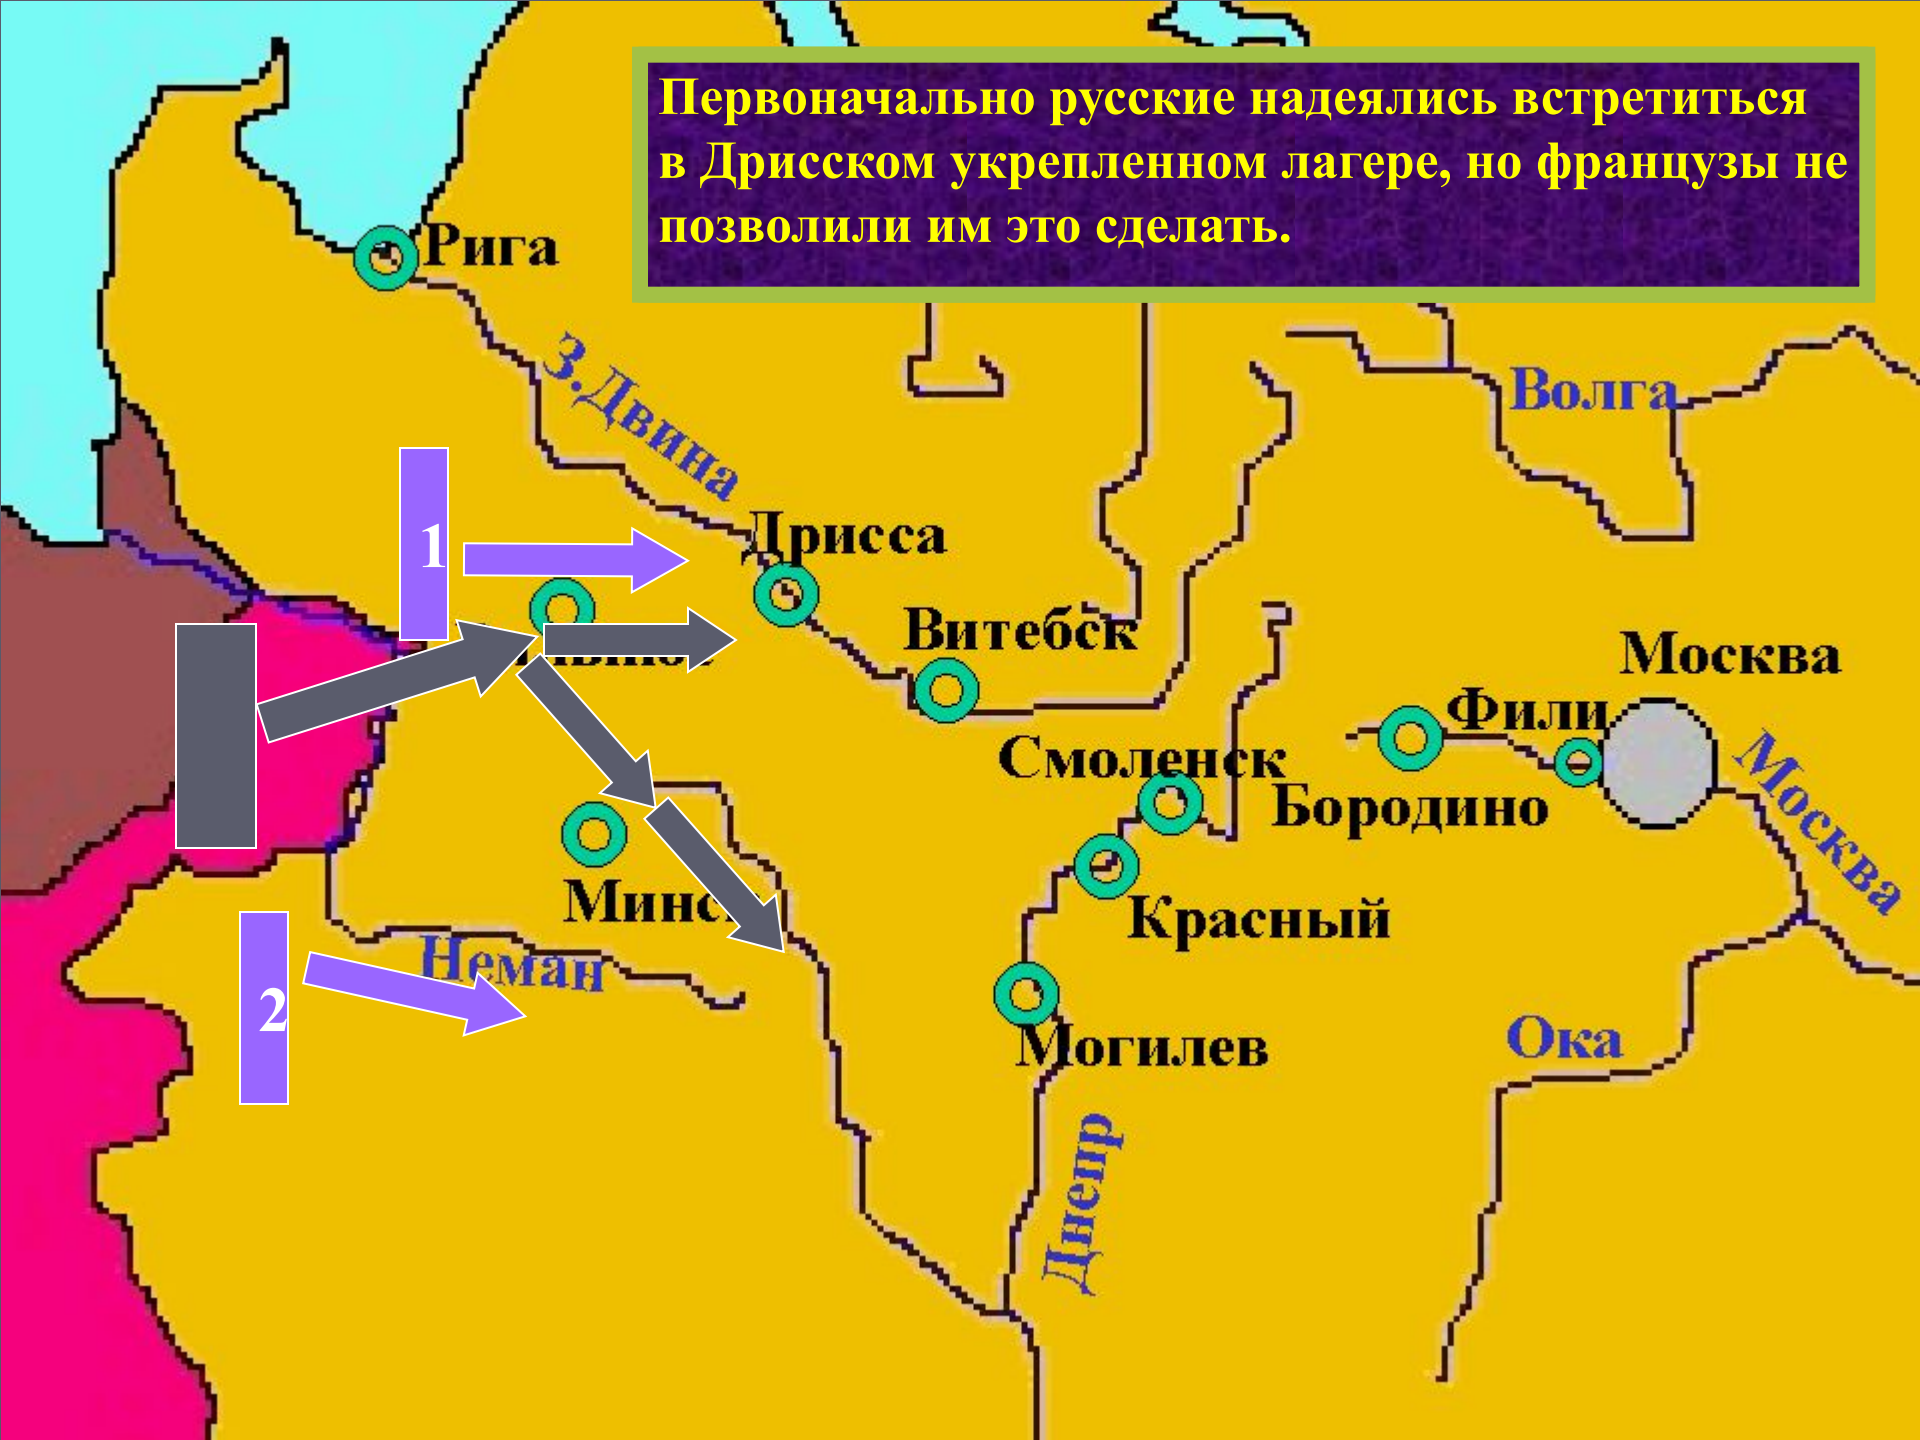 Первоначально русские надеялись встретиться
в Дрисском укрепленном лагере, но французы не
позволили им это сделать.
Рига
З.Двина
Волга
1
Дрисса
Витебск
Москва
Фили
Смоленск
Бородино
Москва
Красный
Неман
2
Могилев
Ока
Днепр